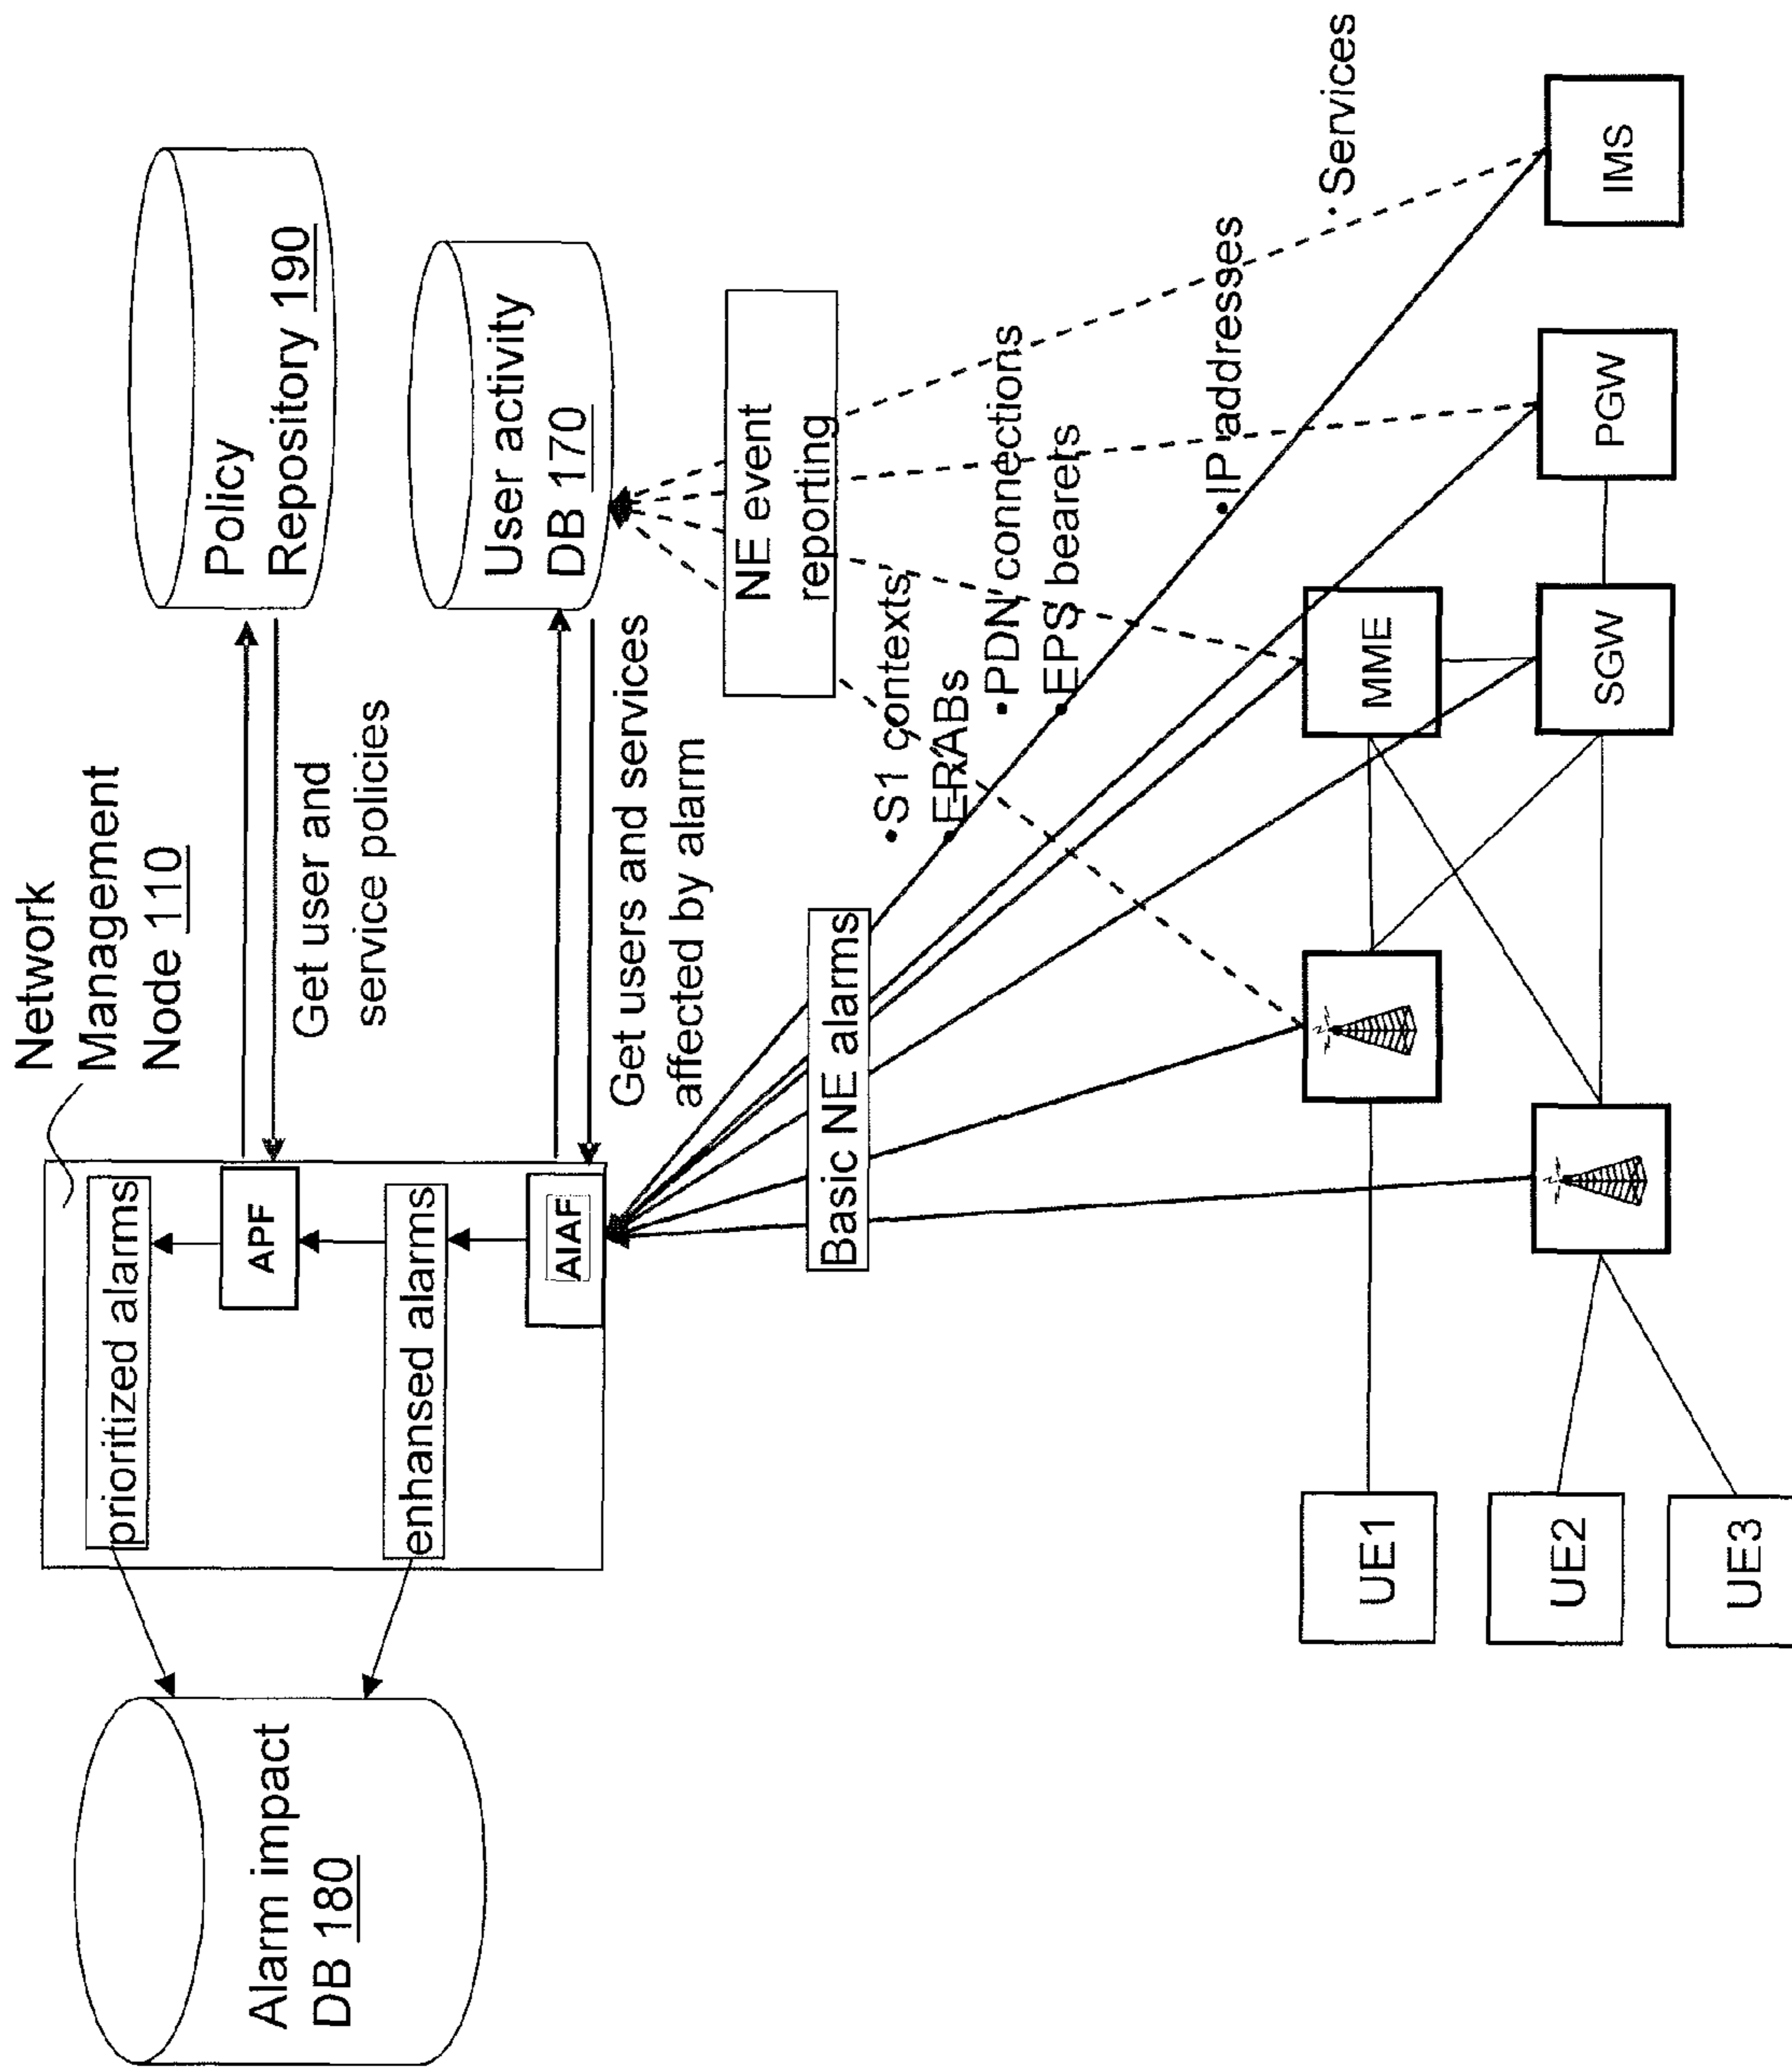 Network
Management
Node 110
Policy
Repository 190
prioritized alarms
APF
Get user and
service policies
Alarm impact
DB 180
enhansed alarms
AIAF
User activity
DB 170
Get users and services
affected by alarm
NE event
reporting
Basic NE alarms
•S1 contexts
•ERABs
•PDN connections
•EPS bearers
•IP addresses
•Services
UE1
MME
UE2
SGW
PGW
IMS
UE3